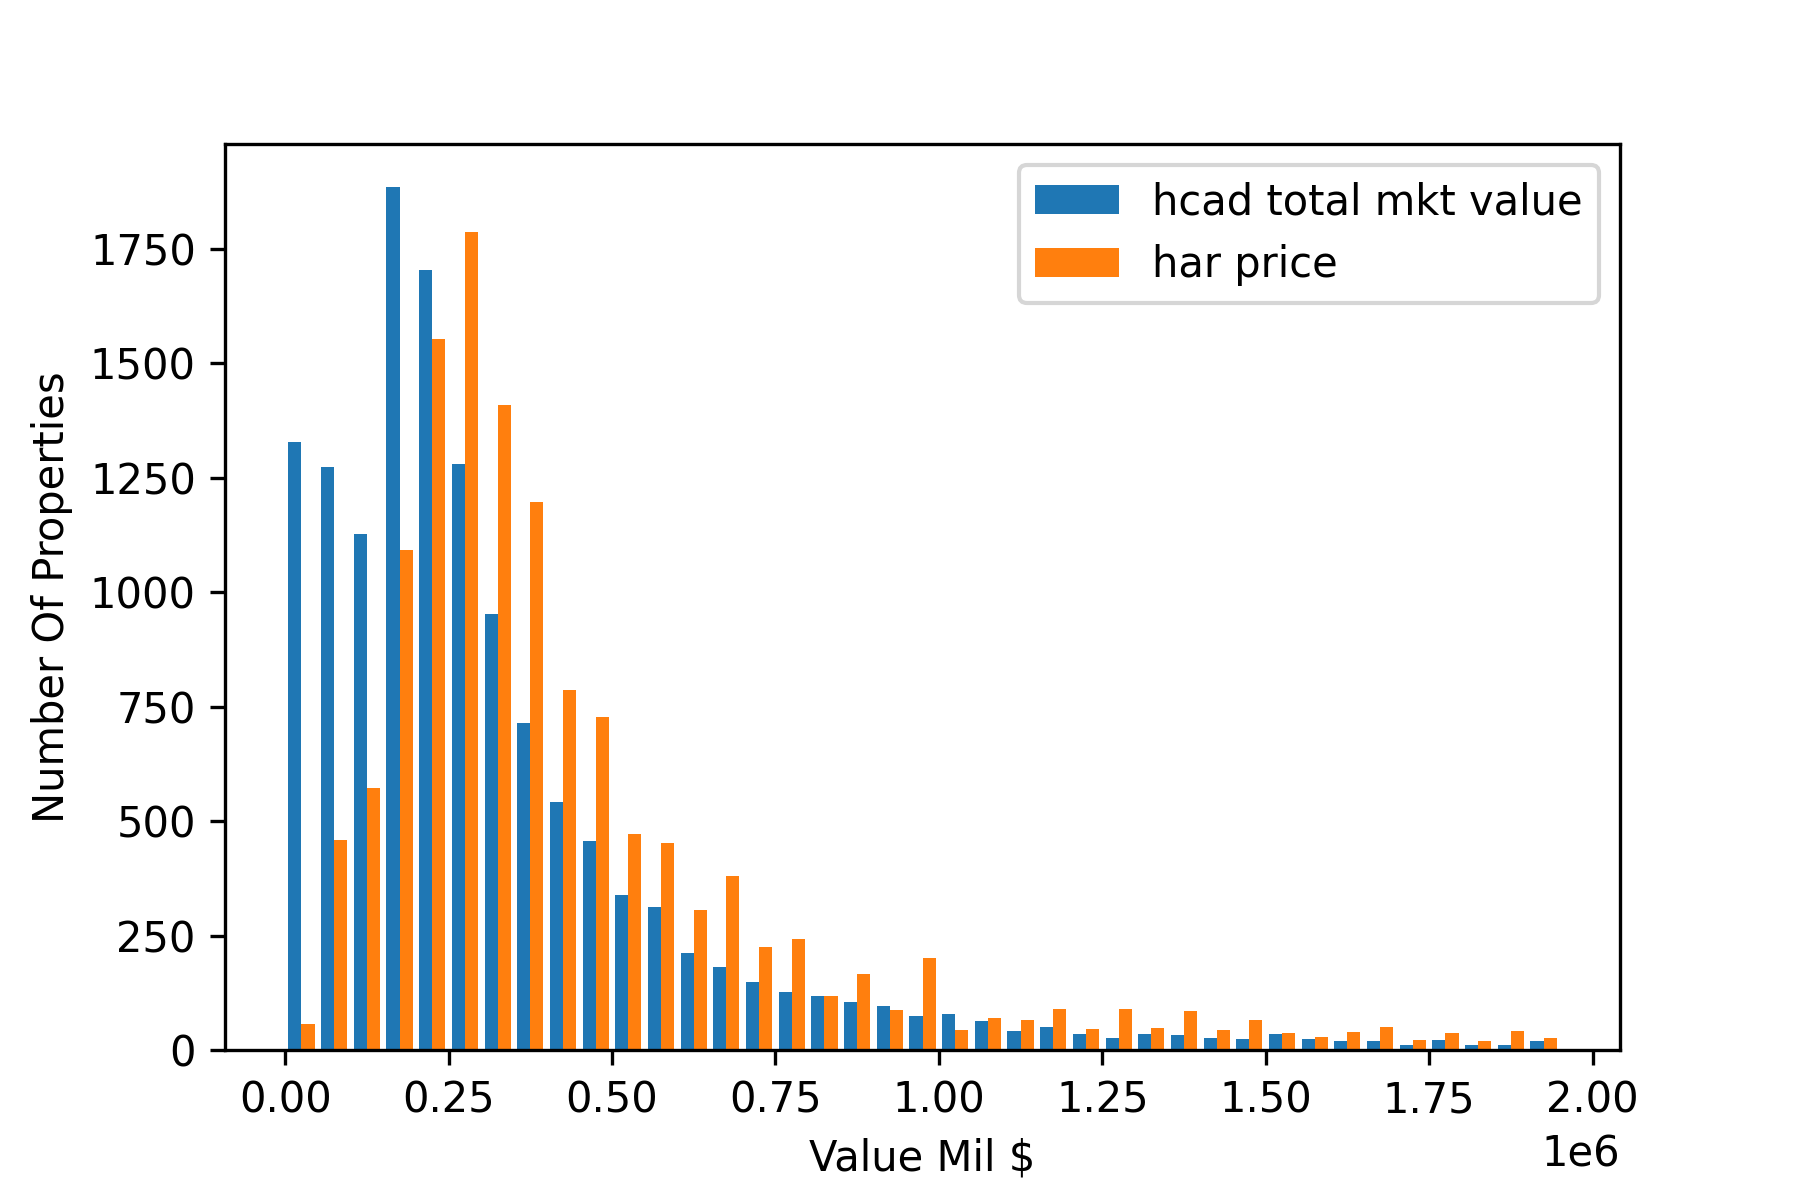 hcad total mkt value
har price
1750
1500
1250
1000
750
500
250
0
Number Of Properties
0.00 0.25 0.50 0.75 1.00 1.25 1.50 1.75 2.00
1e6
Value Mil $